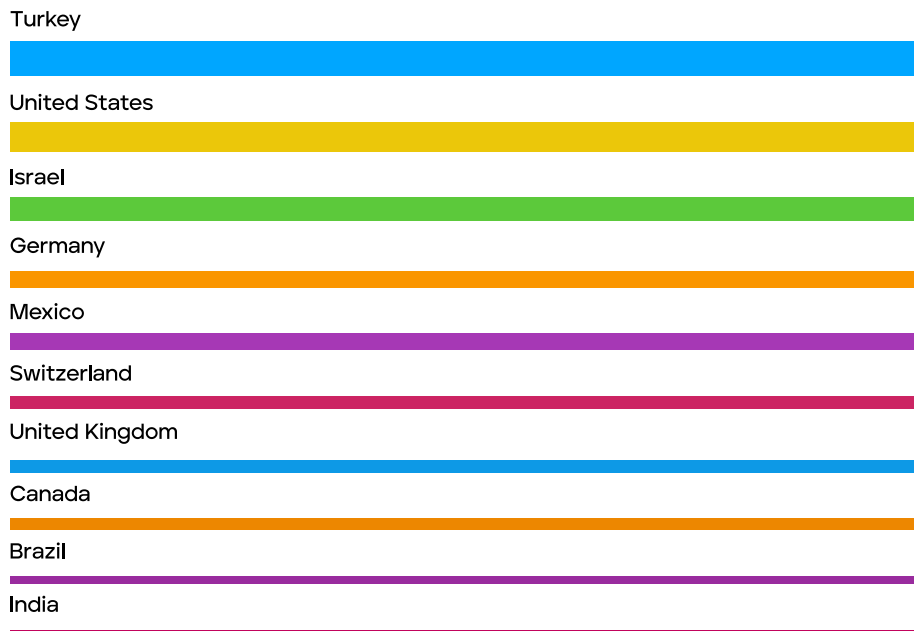 Turkey
United States
Israel
Germany
Mexico
Switzerland
United Kingdom
Canada
Brazil
India